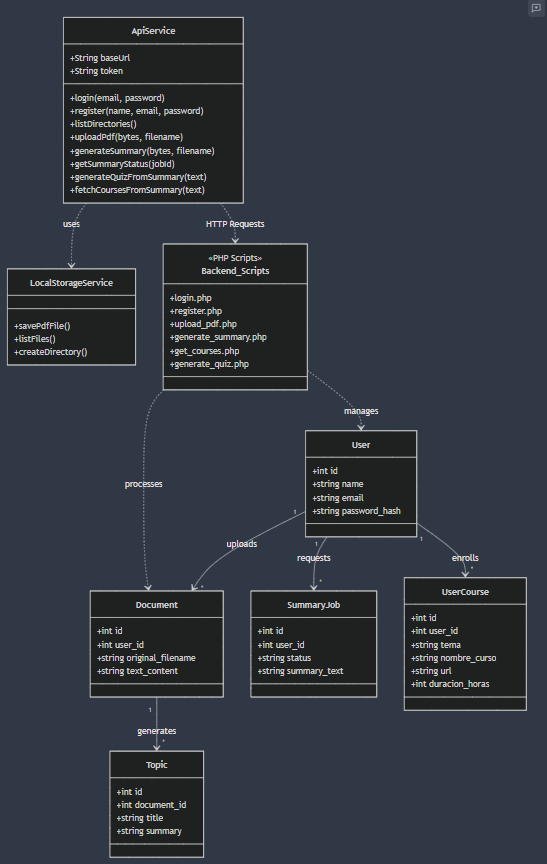 ApiService
+String baseUrl
+String token
+login(email, password)
+register(name, email, password)
+listDirectories()
+uploadPdf(bytes, filename)
+generateSummary(bytes, filename)
+getSummaryStatus(jobId)
+generateQuizFromSummary(text)
+fetchCoursesFromSummary(text)
uses
HTTP Requests
LocalStorageService
+savePdfFile()
+listFiles()
+createDirectory()
«PHP Scripts»
Backend_Scripts
+login.php
+register.php
+upload_pdf.php
+generate_summary.php
+get_courses.php
+generate_quiz.php
manages
processes
User
+int id
+string name
+string email
+string password_hash
1
1
1
uploads
requests
enrolls
*
*
*
Document
+int id
+int user_id
+string original_filename
+string text_content
SummaryJob
+int id
+int user_id
+string status
+string summary_text
UserCourse
+int id
+int user_id
+string tema
+string nombre_curso
+string url
+int duracion_horas
1
generates
*
Topic
+int id
+int document_id
+string title
+string summary